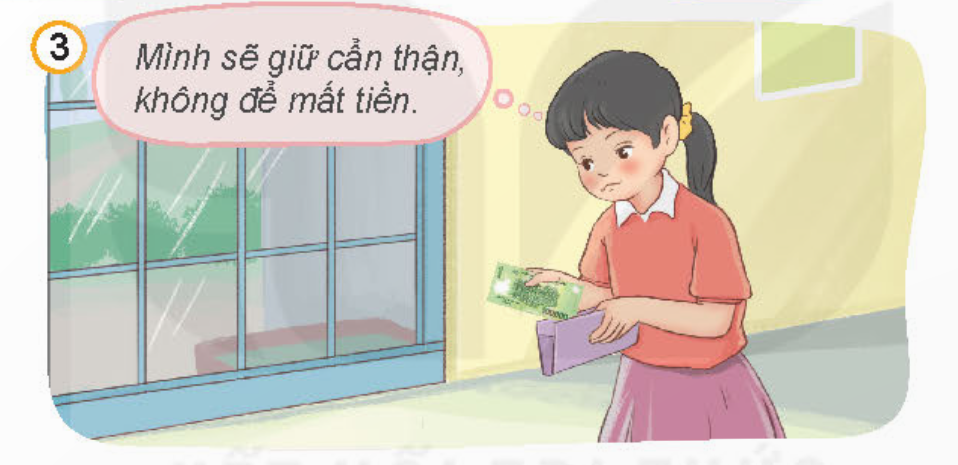 3
Mình sẽ giữ cẩn thận,
không để mất tiền.